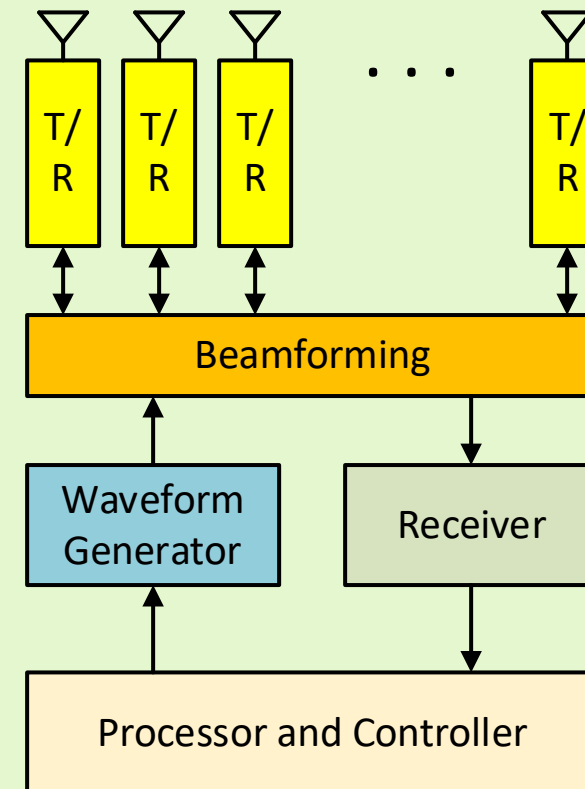 T/
R
T/
R
T/
R
. . .
T/
R
Beamforming
Waveform
Generator
Receiver
Processor and Controller